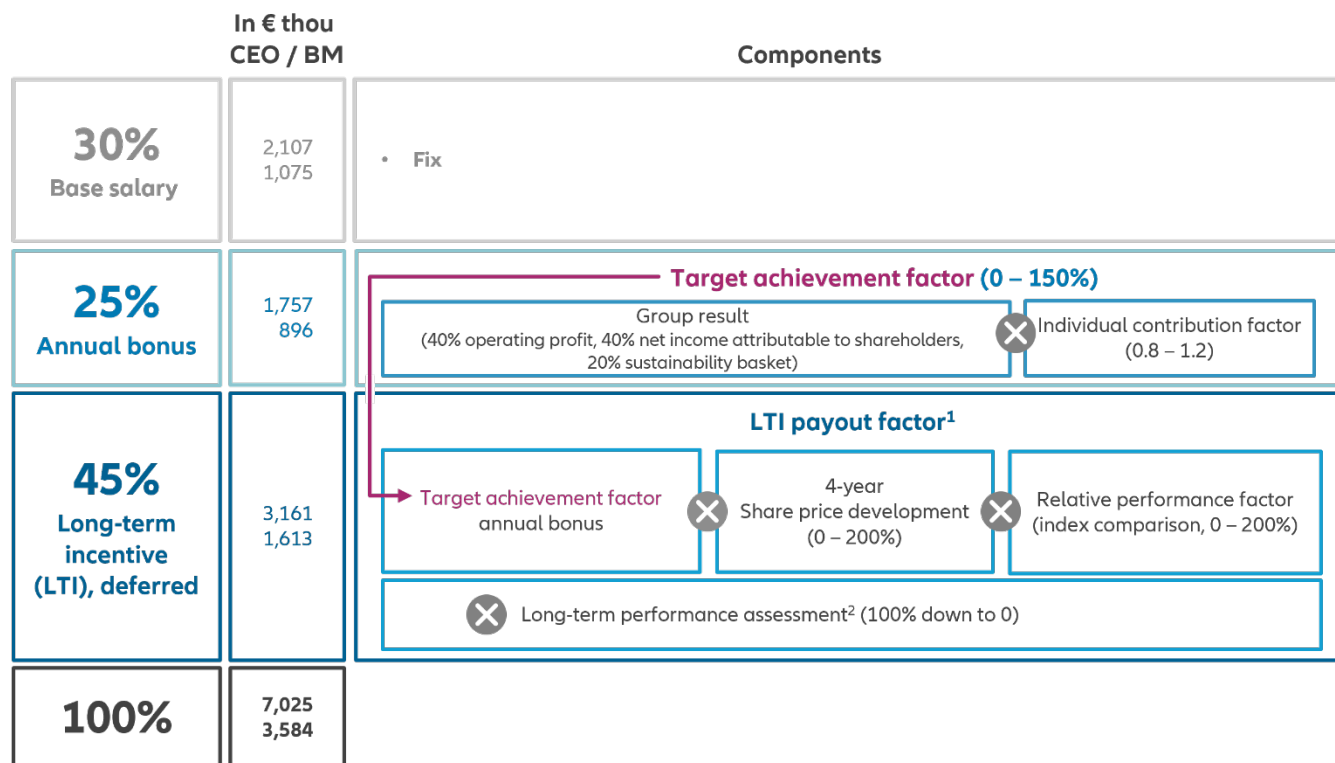 In € thou
CEO / BM
Components
30%
Base salary
2,107
1,075
• Fix
25%
Annual bonus
1,757
896
Target achievement factor (0 – 150%)
Group result
(40% operating profit, 40% net income attributable to shareholders,
20% sustainability basket)
Individual contribution factor
(0.8 – 1.2)
45%
Long-term
incentive
(LTI), deferred
3,161
1,613
LTI payout factor¹
Target achievement factor
annual bonus
4-year
Share price development
(0 – 200%)
Relative performance factor
(index comparison, 0 – 200%)
Long-term performance assessment² (100% down to 0)
100%
7,025
3,584